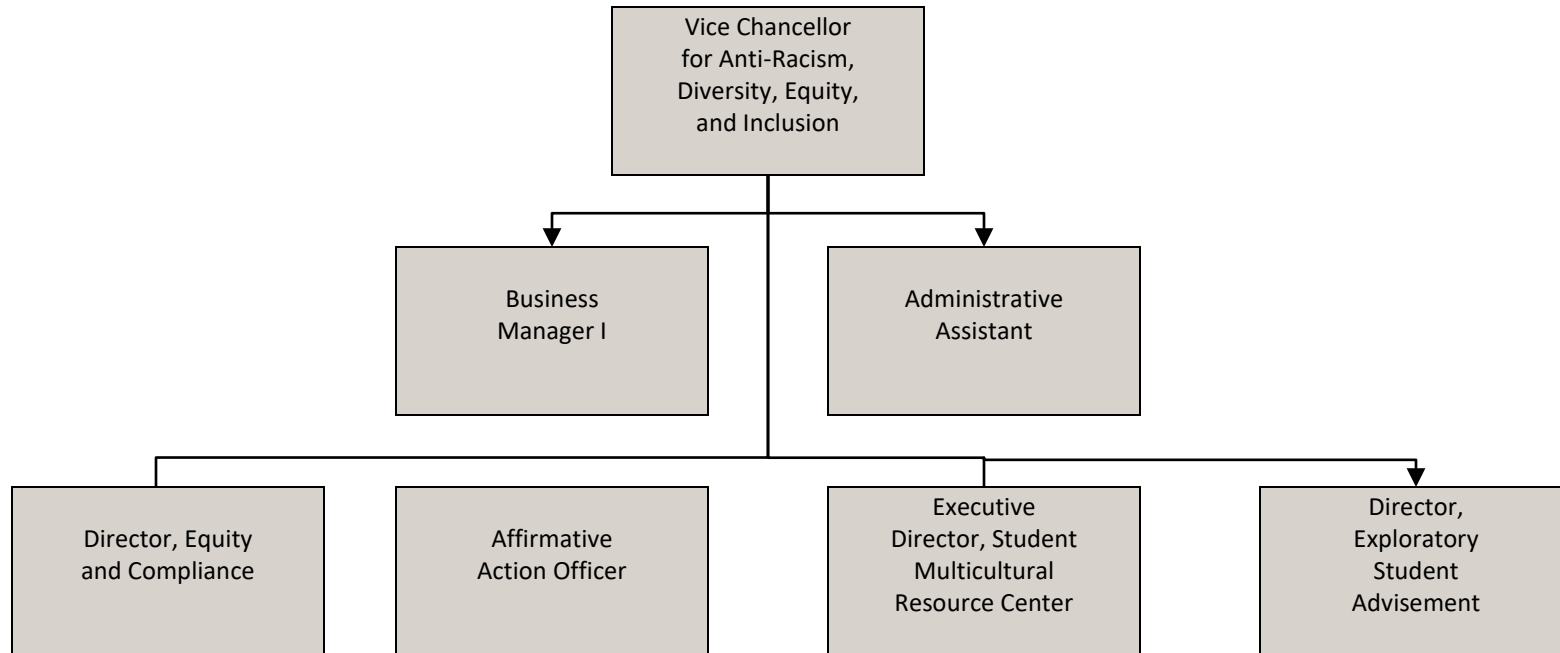 Vice Chancellor
for Anti-Racism,
Diversity, Equity,
and Inclusion
Business
Manager I
Administrative
Assistant
Director, Equity
and Compliance
Affirmative
Action Officer
Executive
Director, Student
Multicultural
Resource Center
Director,
Exploratory
Student
Advisement